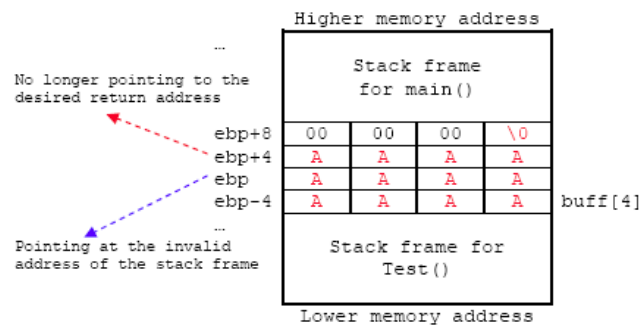 Higher memory address
…
Stack frame
for main()
No longer pointing to the
desired return address
ebp+8 00 00 00 \0
ebp+4 A A A A
ebp A A A A
ebp-4 A A A A buff[4]
…
Pointing at the invalid
address of the stack frame
Stack frame for
Test()
Lower memory address